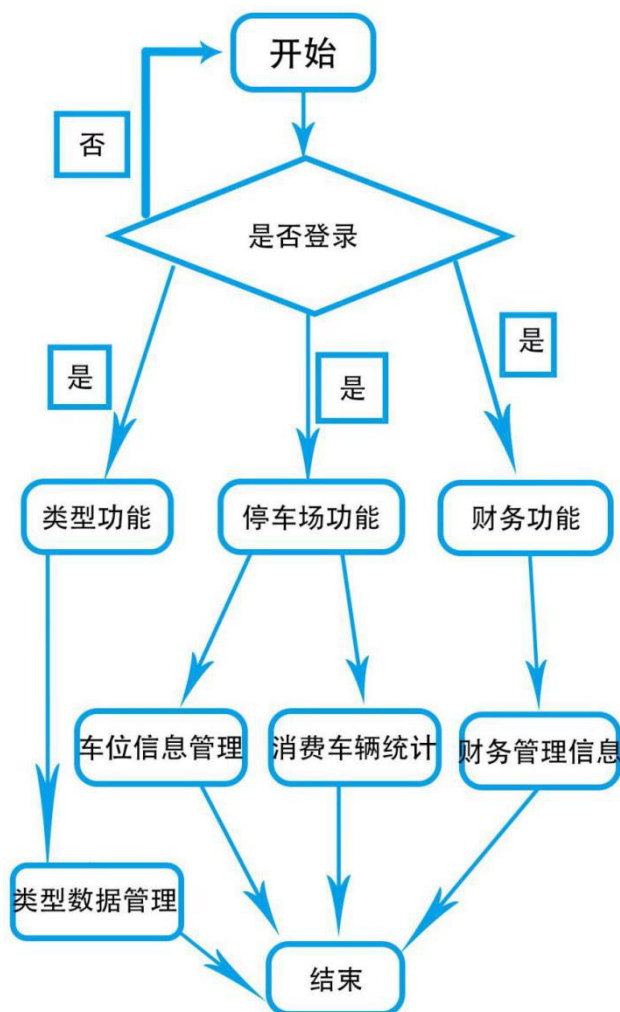 开始
否
是否登录
是
是
是
类型功能
停车场功能
财务功能
车位信息管理
消费车辆统计
财务管理信息
类型数据管理
结束